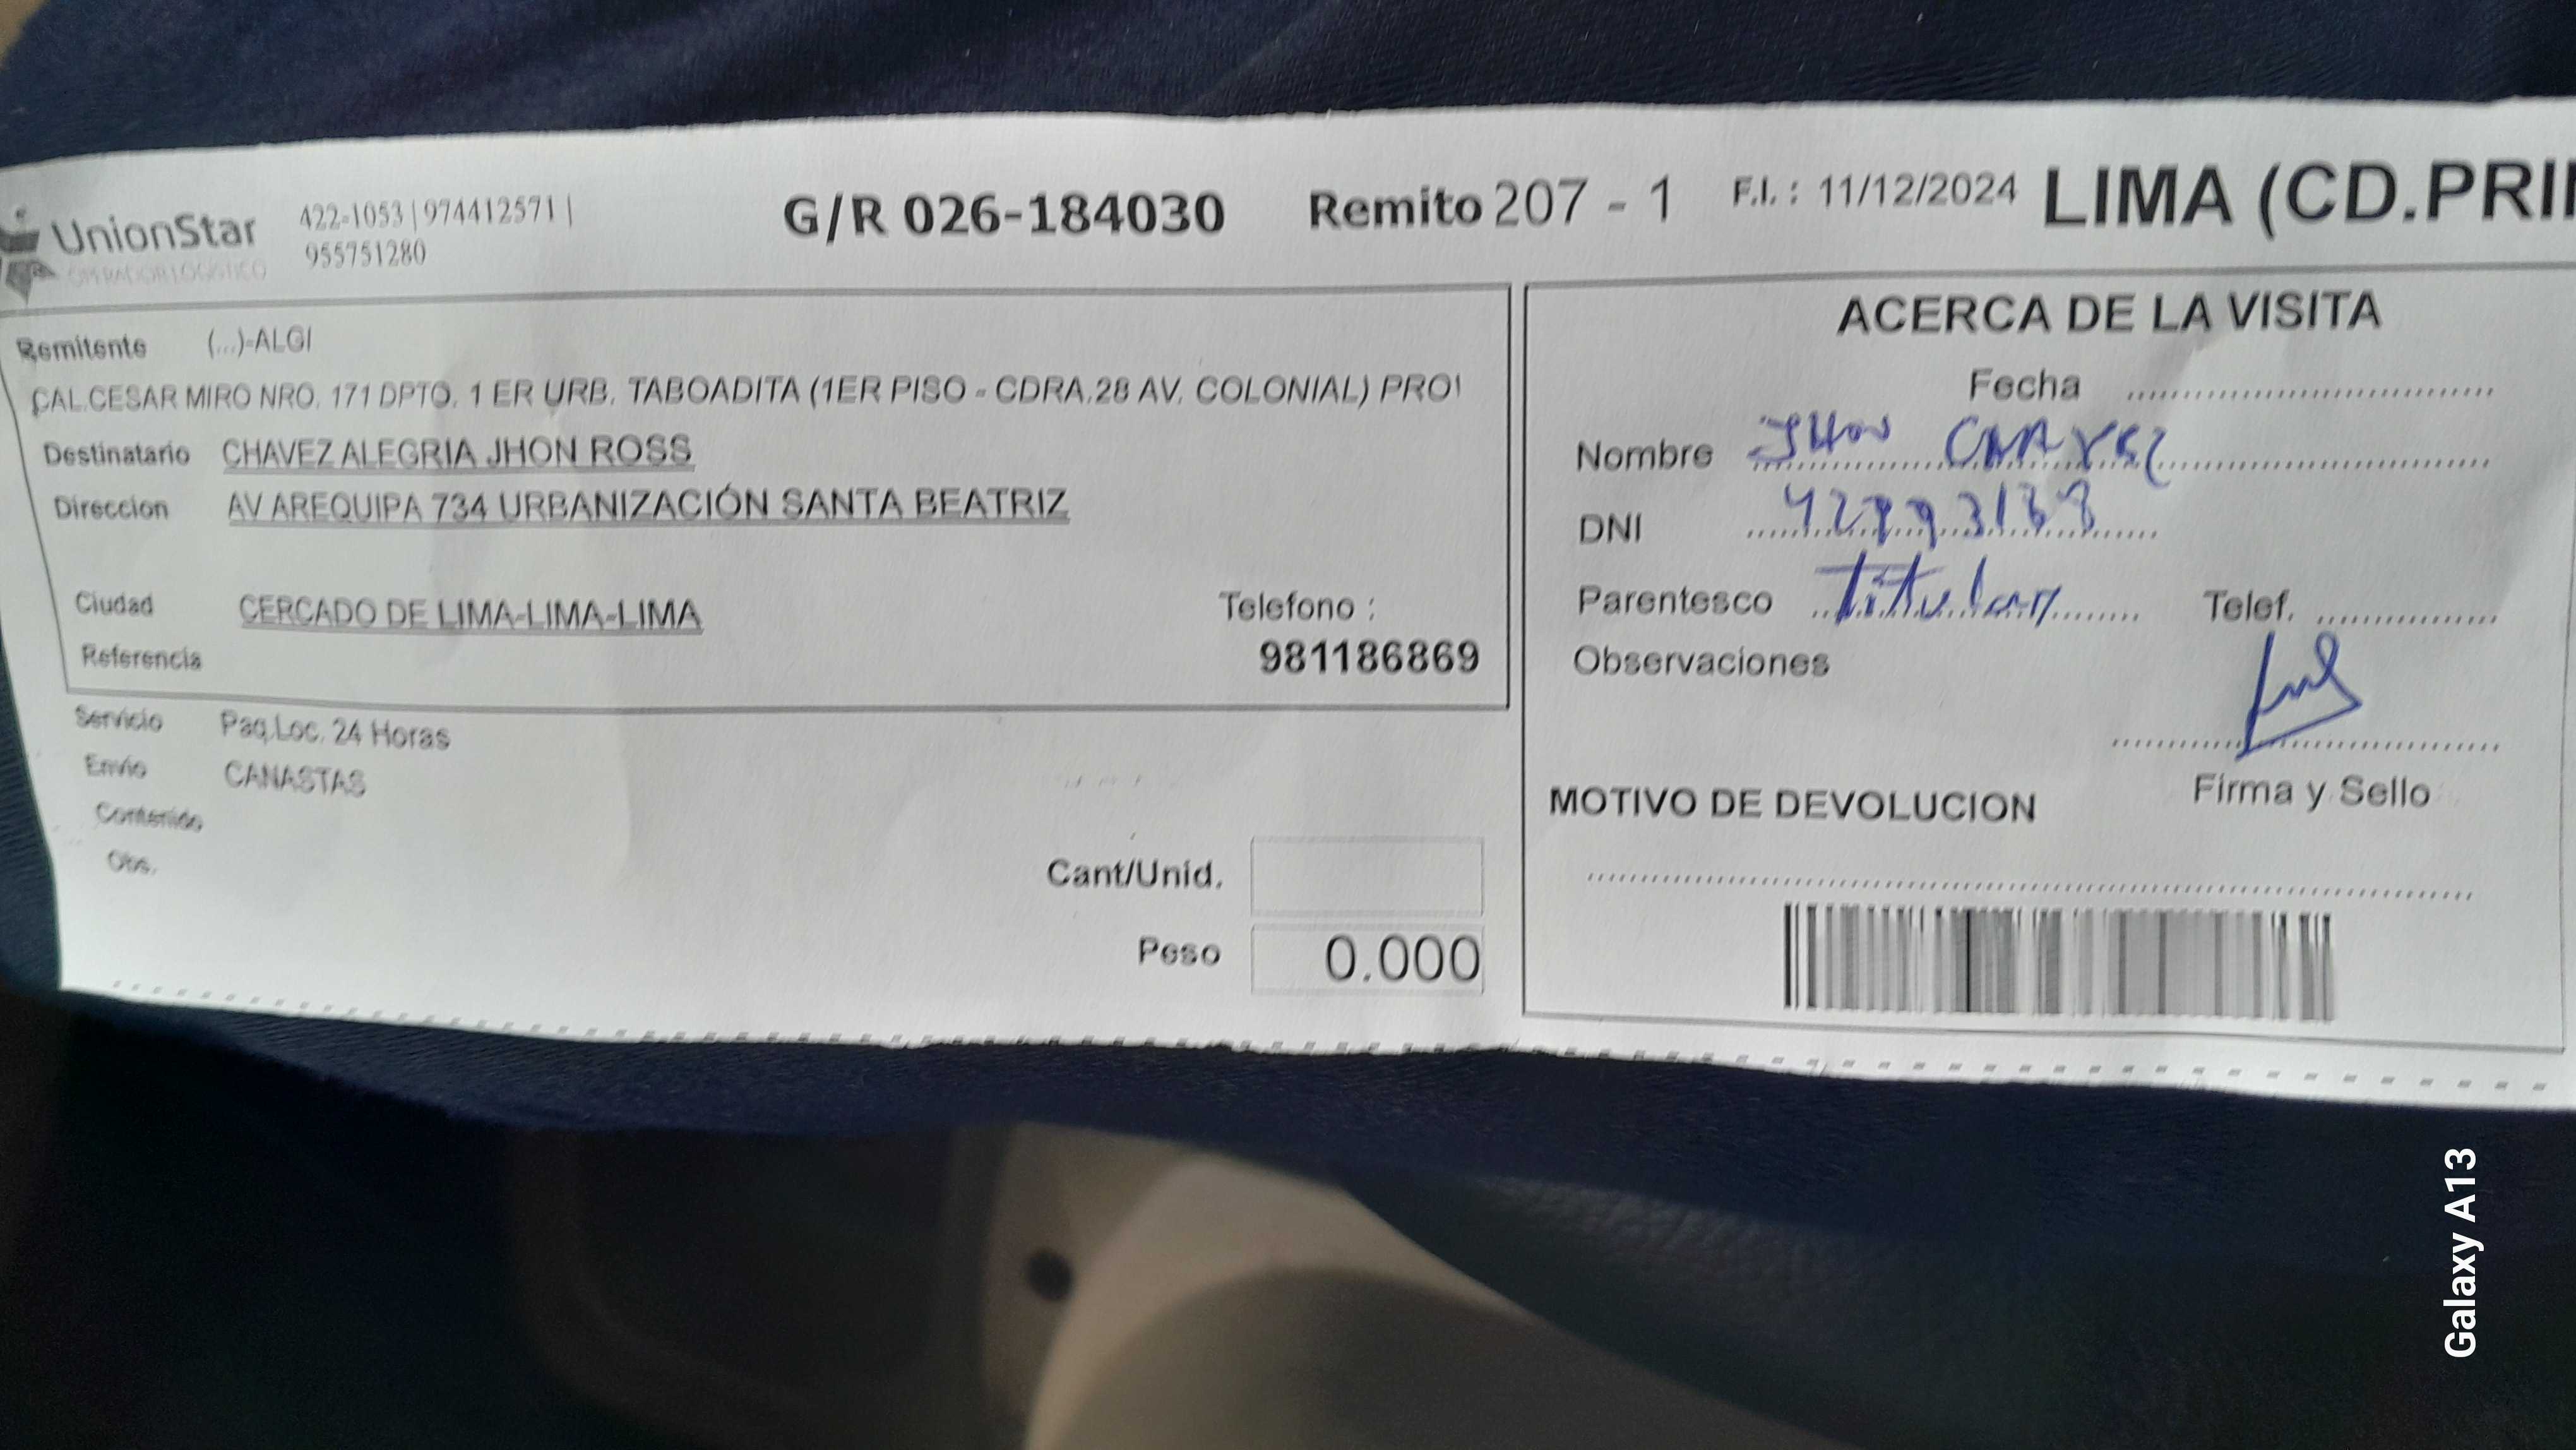 UnionStar
OPERADOR LOGISTICO
422-1053 | 974412571 |
955751280
G/R 026-184030
Remito 207 - 1
F.I. : 11/12/2024
LIMA (CD.PRI
Remitente (...)-ALGI
CAL.CESAR MIRO NRO. 171 DPTO. 1 ER URB. TABOADITA (1ER PISO - CDRA.28 AV. COLONIAL) PRO
Destinatario CHAVEZ ALEGRIA JHON ROSS
Direccion AV AREQUIPA 734 URBANIZACIÓN SANTA BEATRIZ
Ciudad CERCADO DE LIMA-LIMA-LIMA
Telefono :
981186869
Referencia
Servicio Paq.Loc. 24 Horas
Envio CANASTAS
Contenido
Obs.
Cant/Unid.
Peso 0.000
ACERCA DE LA VISITA
Fecha
Nombre Jhon CHAVEZ
DNI
Parentesco Titular Telef.
Observaciones
Firma y Sello
MOTIVO DE DEVOLUCION
Galaxy A13